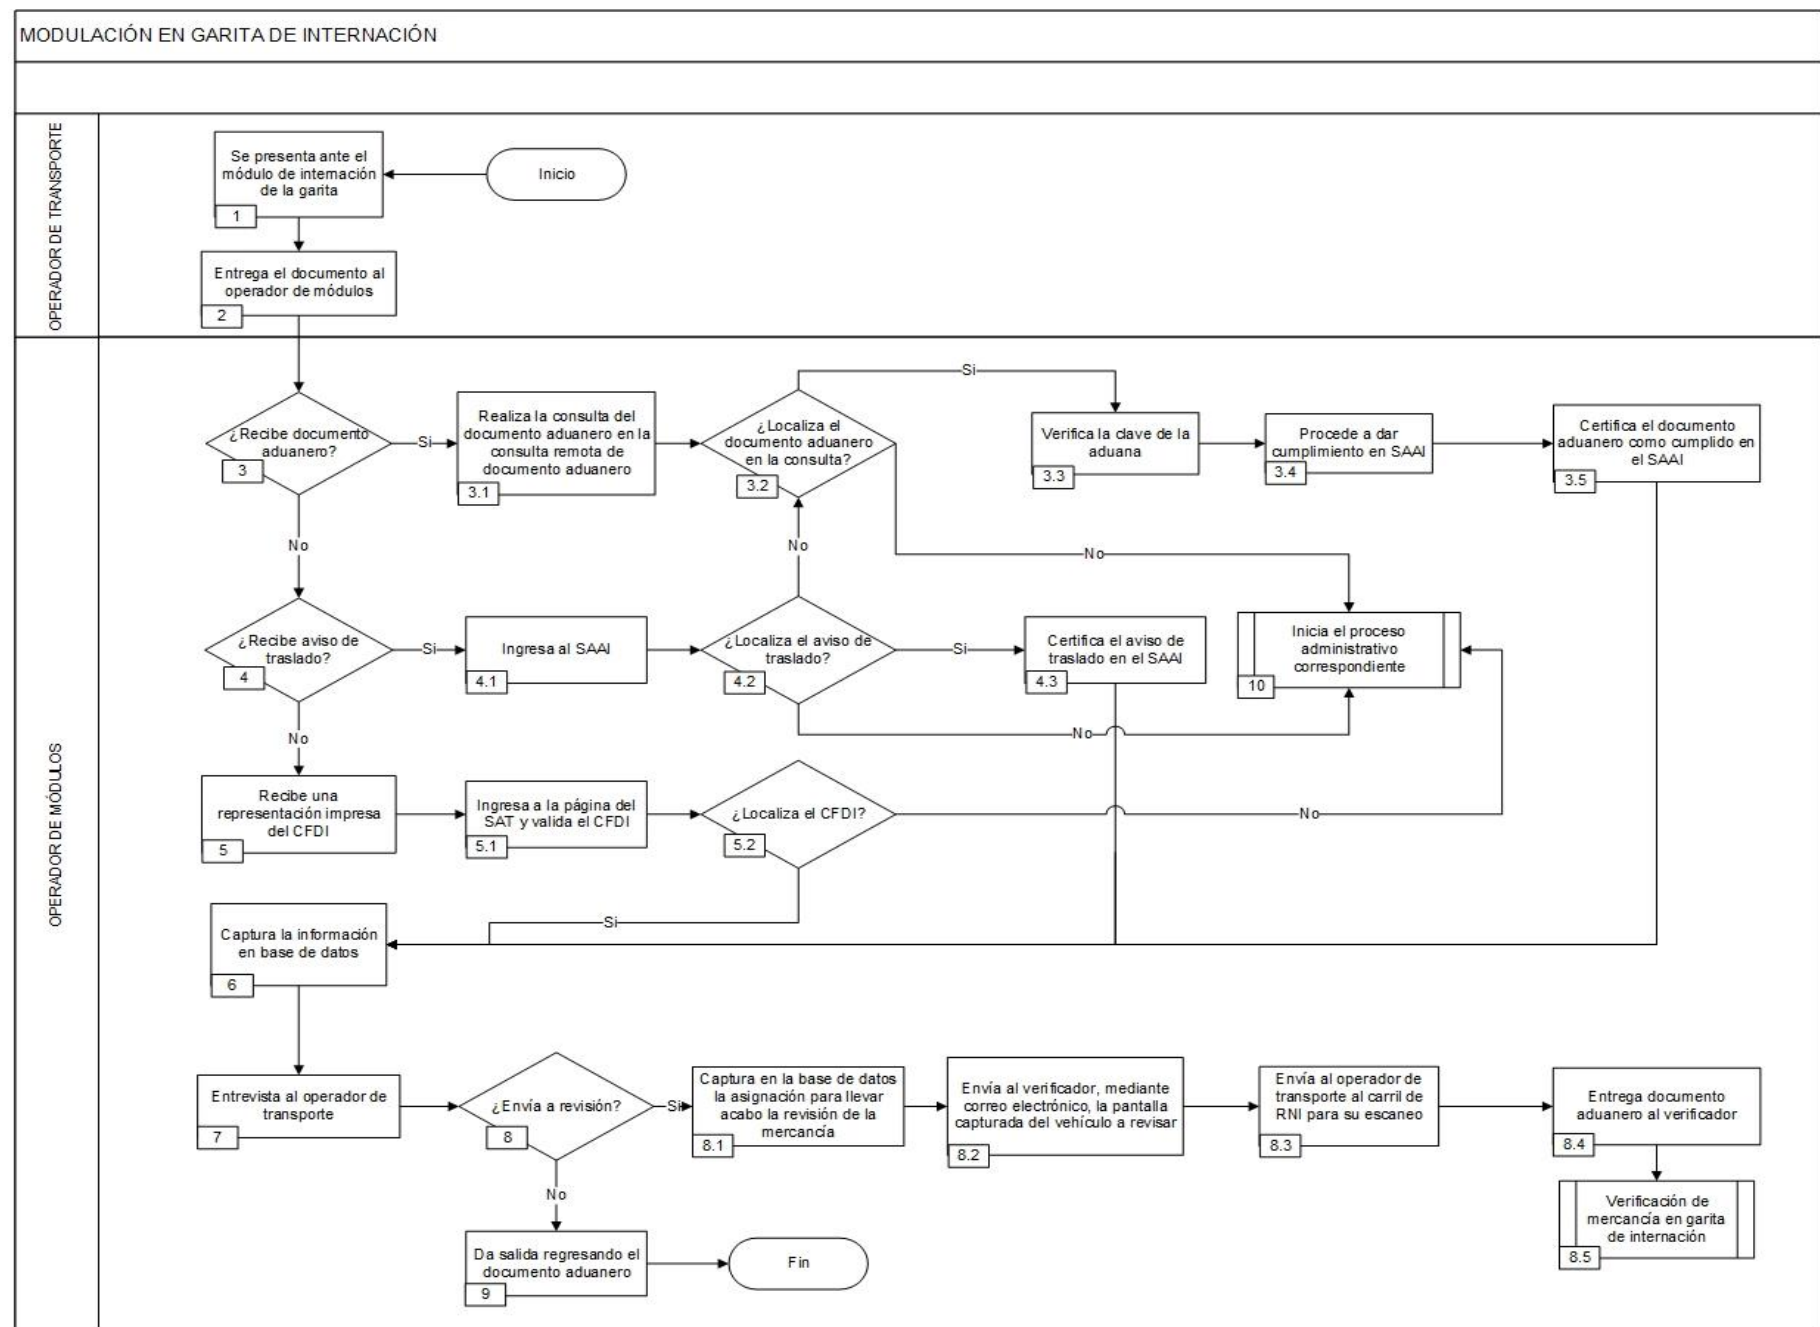 MODULACIÓN EN GARITA DE INTERNACIÓN
OPERADOR DE TRANSPORTE
Se presenta ante el
módulo de internación
de la garita
1
Inicio
Entrega el documento al
operador de módulos
2
OPERADOR DE MÓDULOS
¿Recibe documento
aduanero?
3
Si
Realiza la consulta del
documento aduanero en la
consulta remota de
documento aduanero
3.1
¿Localiza el
documento aduanero
en la consulta?
3.2
Si
Verifica la clave de la
aduana
3.3
Procede a dar
cumplimiento en SAAI
3.4
Certifica el documento
aduanero como cumplido en
el SAAI
3.5
No
No
No
¿Recibe aviso de
traslado?
4
Si
Ingresa al SAAI
4.1
¿Localiza el aviso de
traslado?
4.2
Si
Certifica el aviso de
traslado en el SAAI
4.3
Inicia el proceso
administrativo
correspondiente
10
No
No
Recibe una
representación impresa
del CFDI
5
Ingresa a la página del
SAT y valida el CFDI
5.1
¿Localiza el CFDI?
5.2
No
Si
Captura la información
en base de datos
6
Entrevista al operador de
transporte
7
¿Envía a revisión?
8
Si
Captura en la base de datos
la asignación para llevar
acabo la revisión de la
mercancía
8.1
Envía al verificador, mediante
correo electrónico, la pantalla
capturada del vehículo a revisar
8.2
Envía al operador de
transporte al carril de
RNI para su escaneo
8.3
Entrega documento
aduanero al verificador
8.4
No
Verificación de
mercancía en garita
de internación
8.5
Da salida regresando el
documento aduanero
9
Fin